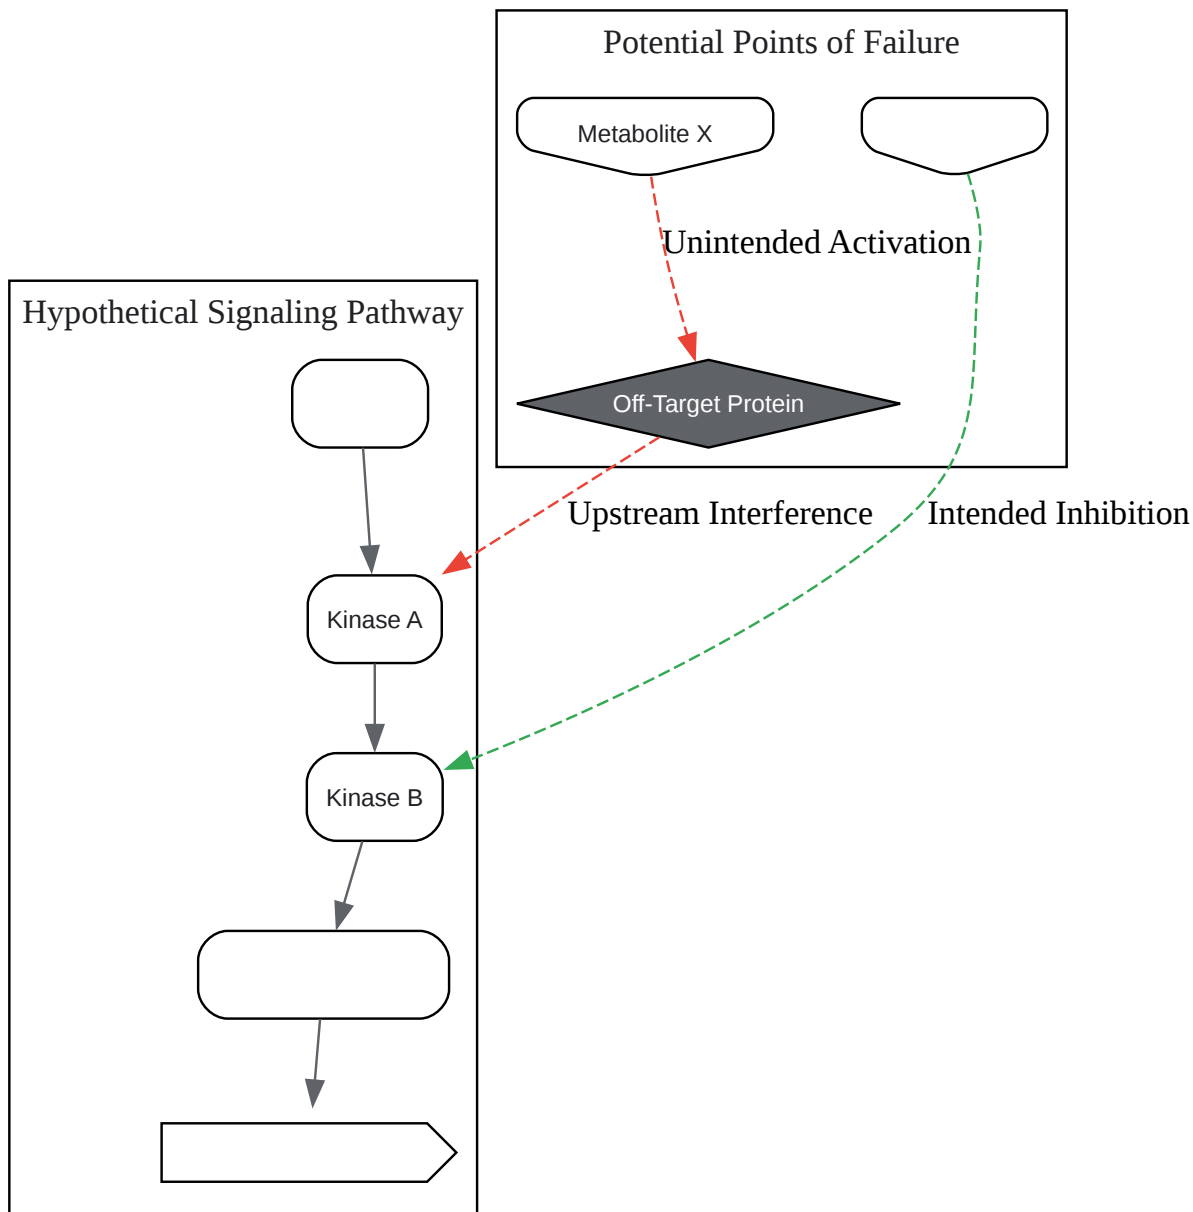 Potential Points of Failure
Metabolite X
Unintended Activation
Hypothetical Signaling Pathway
Off-Target Protein
Upstream Interference
Intended Inhibition
Kinase A
Kinase B